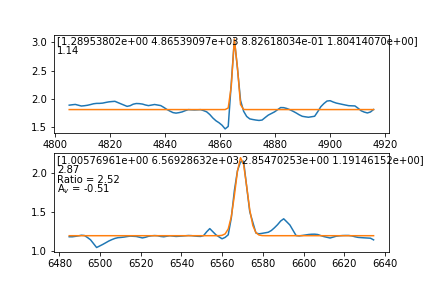 [1.28953802e+00 4.86539097e+03 8.82618034e-01 1.80414070e+00]
1.14
3.0
2.5
2.0
1.5
4800 4820 4840 4860 4880 4900 4920
[1.00576961e+00 6.56928632e+03 2.85470253e+00 1.19146152e+00]
2.87
Ratio = 2.52
Aᵥ = -0.51
2.0
1.5
1.0
6480 6500 6520 6540 6560 6580 6600 6620 6640